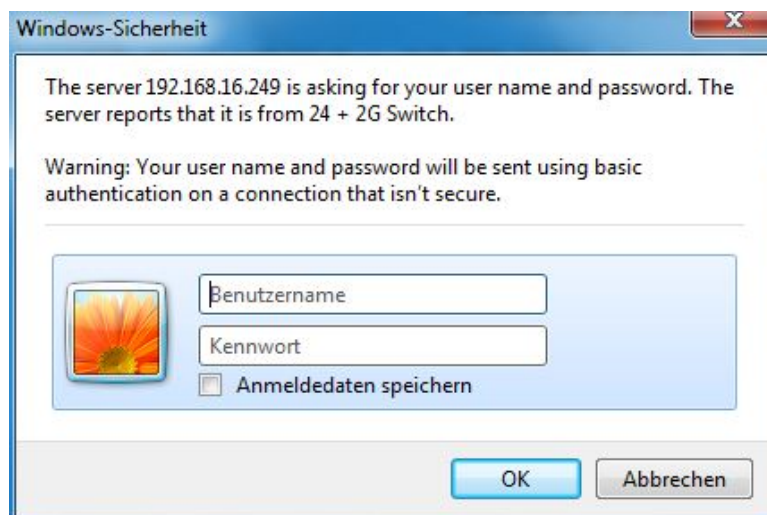 Windows-Sicherheit
The server 192.168.16.249 is asking for your user name and password. The
server reports that it is from 24 + 2G Switch.
Warning: Your user name and password will be sent using basic
authentication on a connection that isn't secure.
Benutzername
Kennwort
Anmeldedaten speichern
OK
Abbrechen